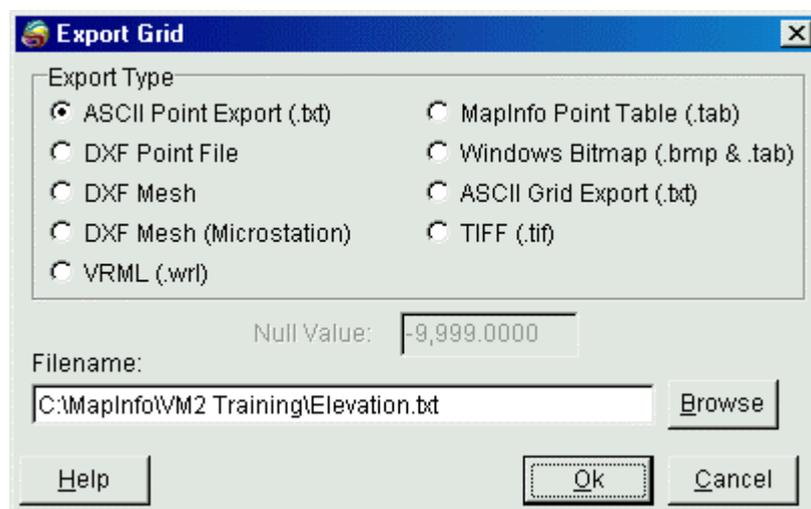 Export Grid
Export Type
ASCII Point Export (.txt)
MapInfo Point Table (.tab)
DXF Point File
Windows Bitmap (.bmp & .tab)
DXF Mesh
ASCII Grid Export (.txt)
DXF Mesh (Microstation)
TIFF (.tif)
VRML (.wrl)
Null Value: -9,999.0000
Filename:
C:\MapInfo\VM2 Training\Elevation.txt Browse
Help Ok Cancel